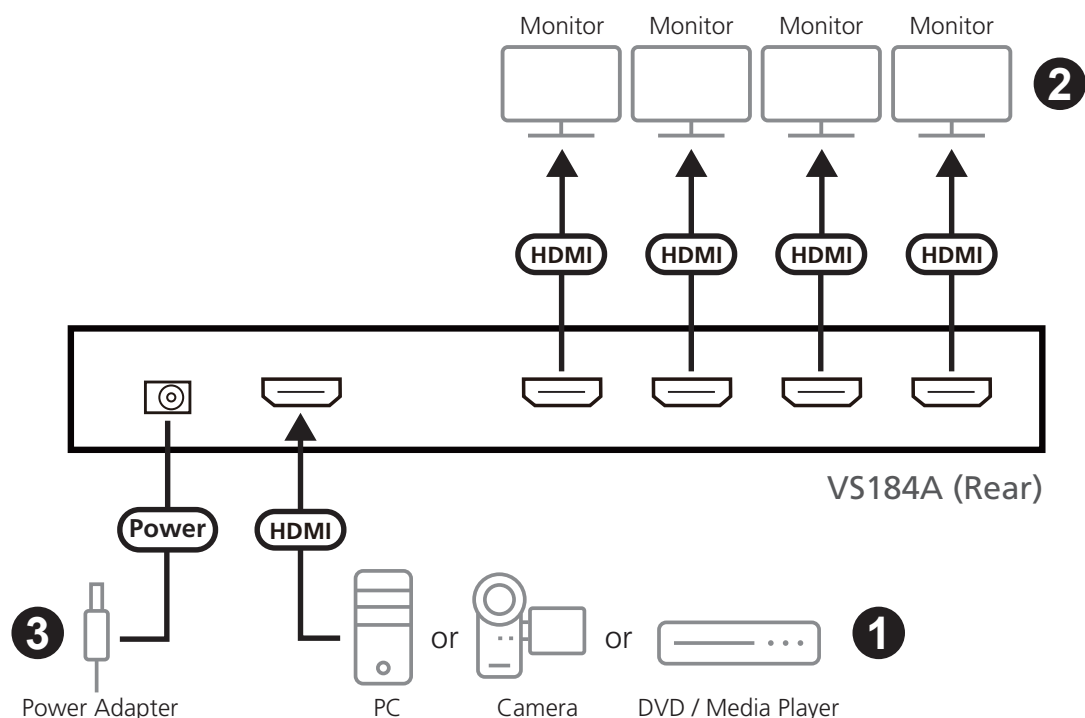 Monitor Monitor Monitor Monitor
2
HDMI HDMI HDMI HDMI
VS184A (Rear)
Power HDMI
3 or or 1
Power Adapter PC Camera DVD / Media Player